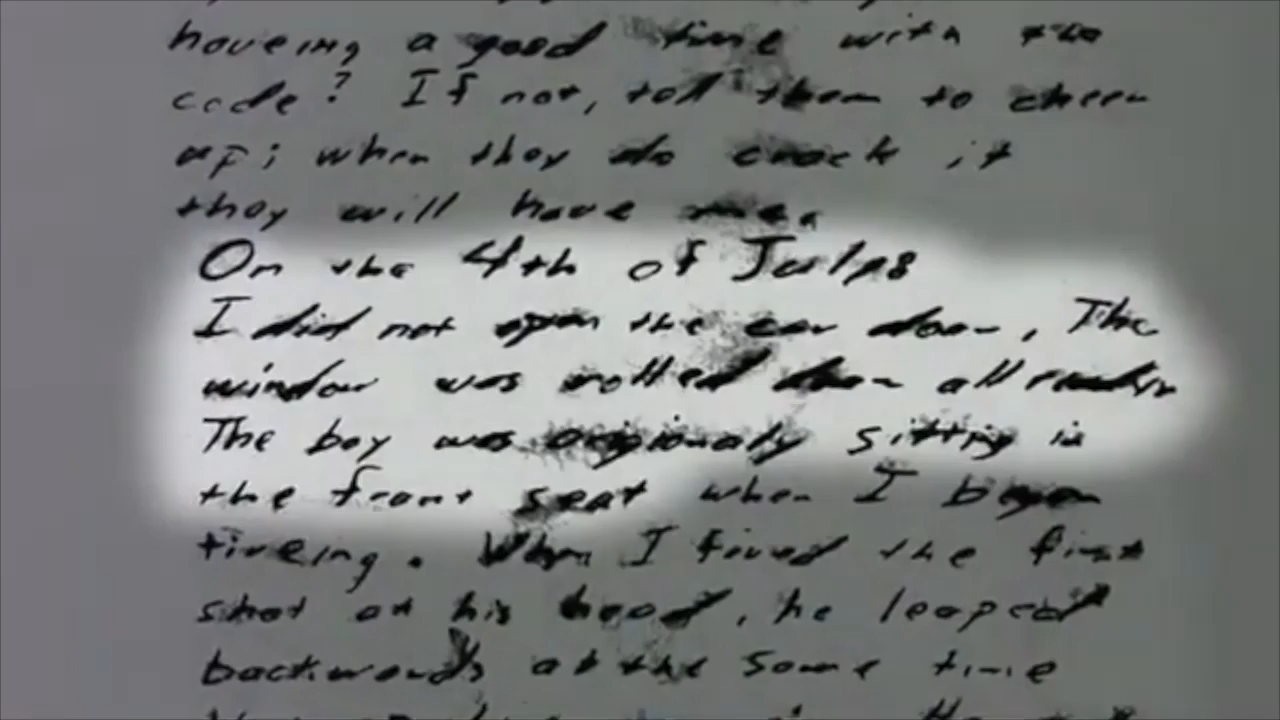 haveing a good time with the
code? If not, tell them to cheer
up; when they do crack it
they will have me.
On the 4th of July:
I did not open the car door, The
window was rolled down all ready
The boy was origionaly sitting in
the front seat when I began
fireing. When I fired the first
shot at his head, he leaped
backwards at the same time